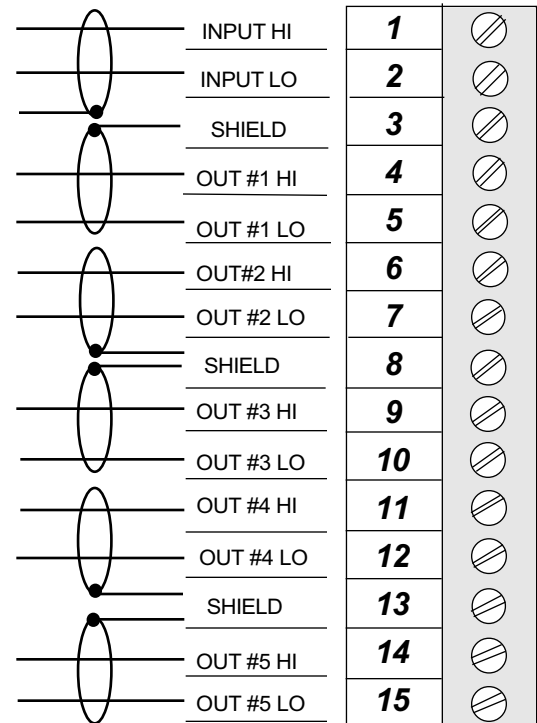 INPUT HI 1
INPUT LO 2
SHIELD 3
OUT #1 HI 4
OUT #1 LO 5
OUT#2 HI 6
OUT #2 LO 7
SHIELD 8
OUT #3 HI 9
OUT #3 LO 10
OUT #4 HI 11
OUT #4 LO 12
SHIELD 13
OUT #5 HI 14
OUT #5 LO 15